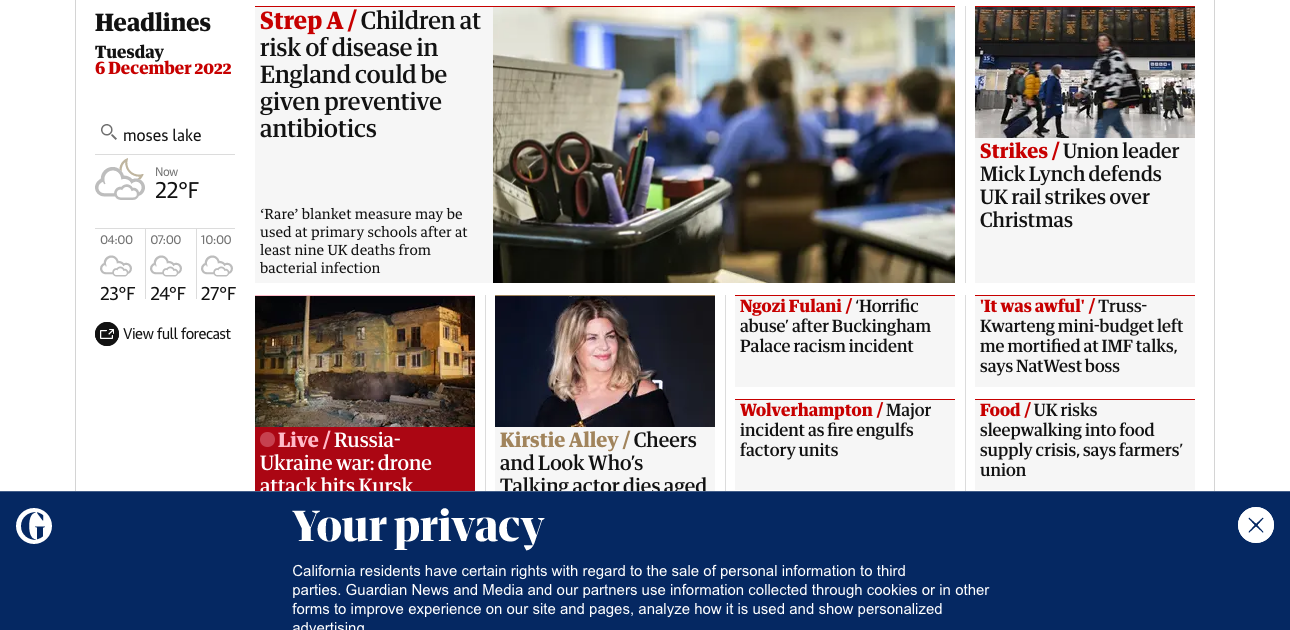 Headlines
Tuesday
6 December 2022
moses lake
Now
22°F
04:00
23°F
07:00
24°F
10:00
27°F
View full forecast
Strep A / Children at
risk of disease in
England could be
given preventive
antibiotics
‘Rare’ blanket measure may be
used at primary schools after at
least nine UK deaths from
bacterial infection
Strikes / Union leader
Mick Lynch defends
UK rail strikes over
Christmas
Live / Russia-
Ukraine war: drone
attack hits Kursk
Kirstie Alley / Cheers
and Look Who’s
Talking actor dies aged
Ngozi Fulani / ‘Horrific
abuse’ after Buckingham
Palace racism incident
Wolverhampton / Major
incident as fire engulfs
factory units
'It was awful' / Truss-
Kwarteng mini-budget left
me mortified at IMF talks,
says NatWest boss
Food / UK risks
sleepwalking into food
supply crisis, says farmers’
union
Your privacy
California residents have certain rights with regard to the sale of personal information to third
parties. Guardian News and Media and our partners use information collected through cookies or in other
forms to improve experience on our site and pages, analyze how it is used and show personalized
advertising.